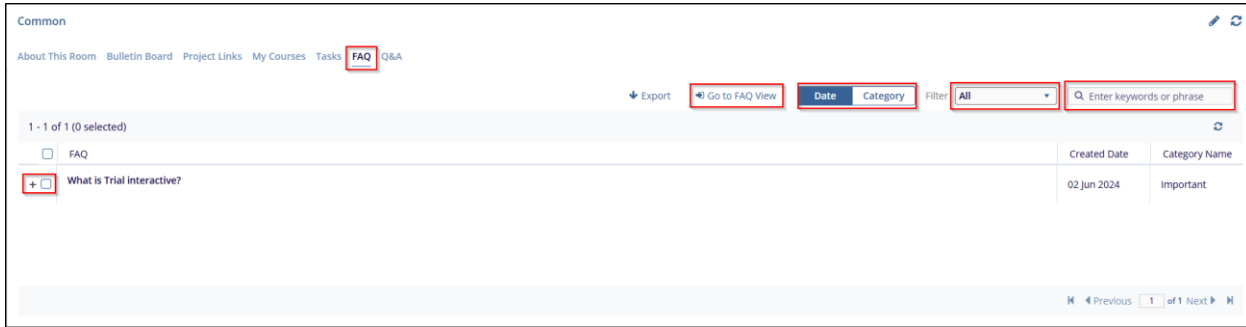 Common
About This Room Bulletin Board Project Links My Courses Tasks FAQ Q&A
Export Go to FAQ View Date Category Filter All Enter keywords or phrase
1 - 1 of 1 (0 selected)
FAQ Created Date Category Name
+ What is Trial interactive? 02 Jun 2024 Important
Previous 1 of 1 Next